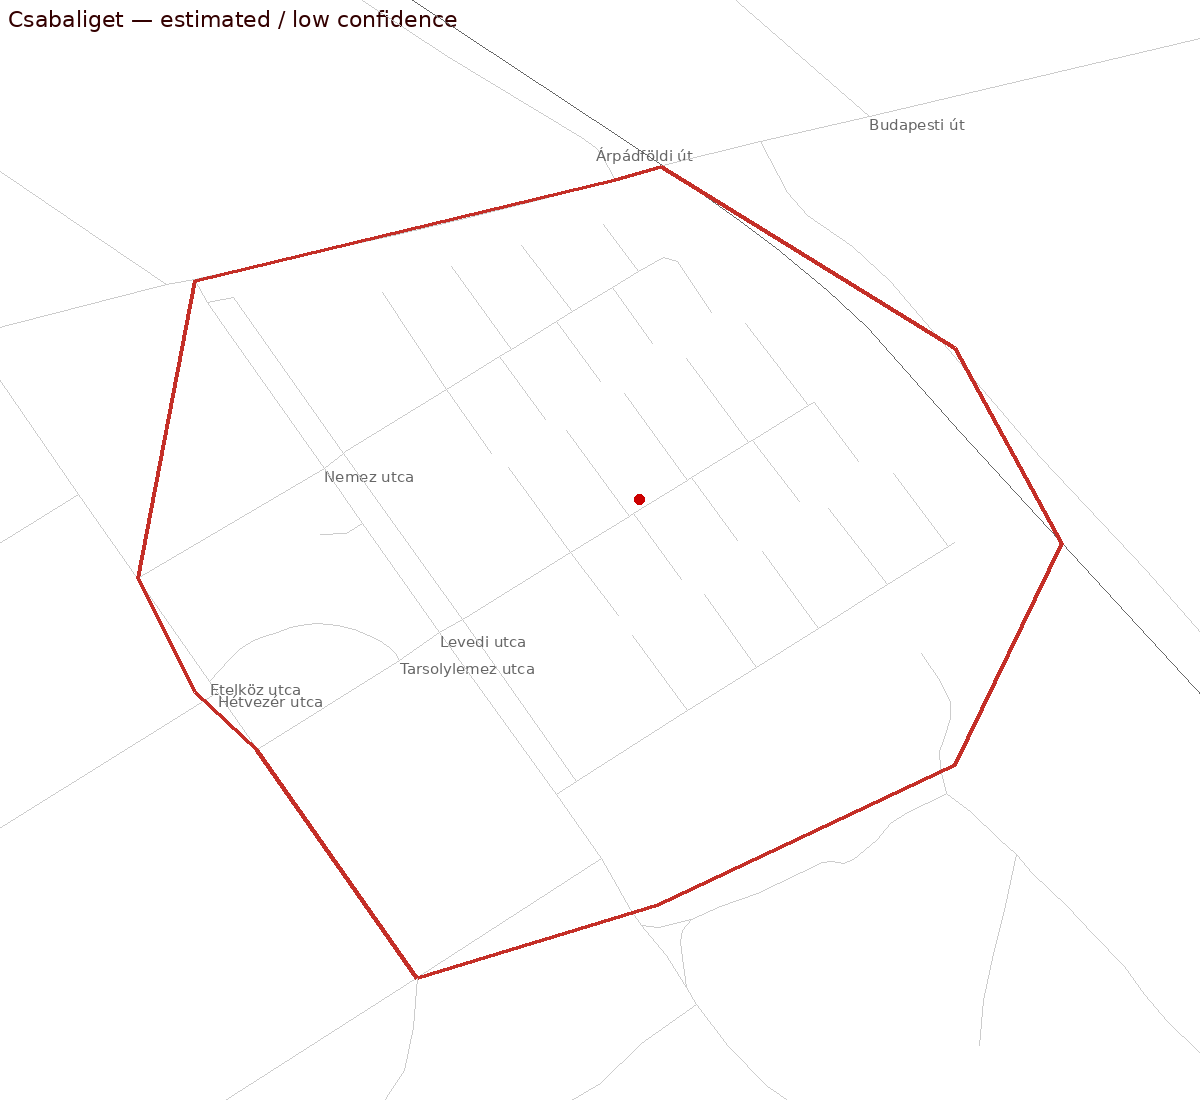 Csabaliget — estimated / low confidence
Budapesti út
Árpádföldi út
Nemez utca
Levedi utca
Tarsolylemez utca
Etelköz utca
Hétvezér utca